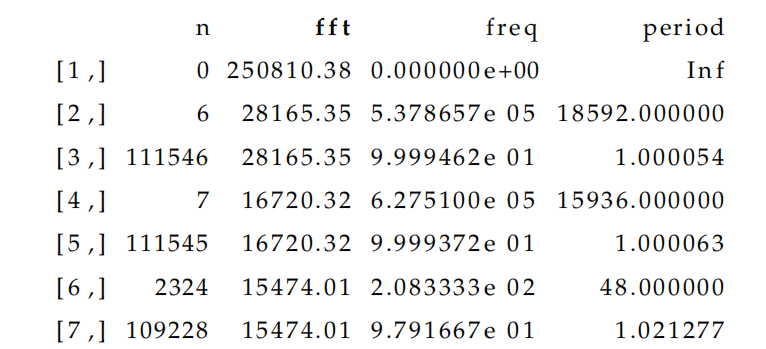 n fft freq period
[1,] 0 250810.38 0.000000e+00 Inf
[2,] 6 28165.35 5.378657e 05 18592.000000
[3,] 111546 28165.35 9.999462e 01 1.000054
[4,] 7 16720.32 6.275100e 05 15936.000000
[5,] 111545 16720.32 9.999372e 01 1.000063
[6,] 2324 15474.01 2.083333e 02 48.000000
[7,] 109228 15474.01 9.791667e 01 1.021277